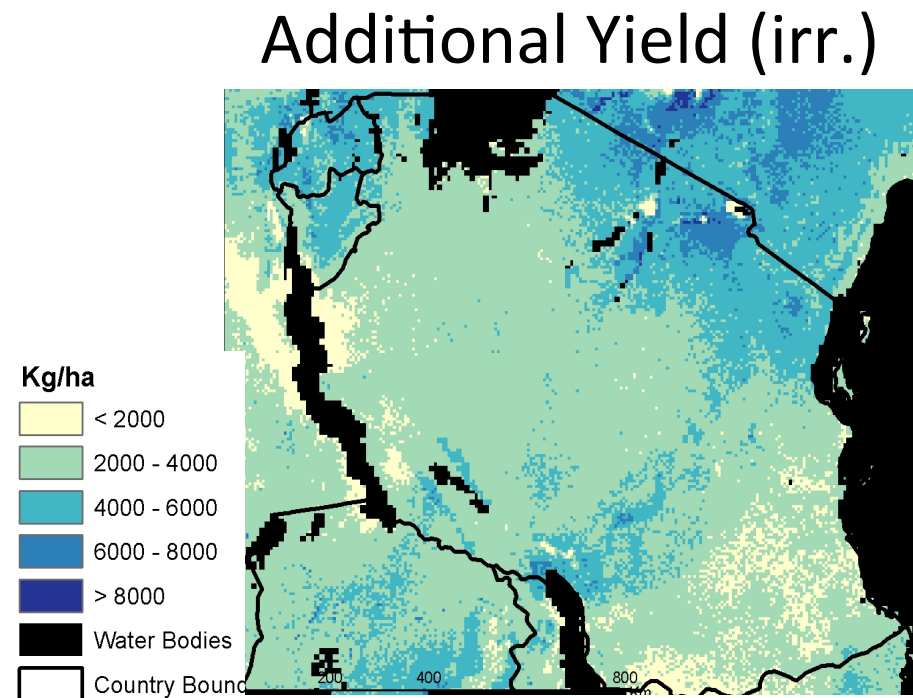 Additional Yield (irr.)
Kg/ha
< 2000
2000 - 4000
4000 - 6000
6000 - 8000
> 8000
Water Bodies
Country Bound
200 400 800
Km